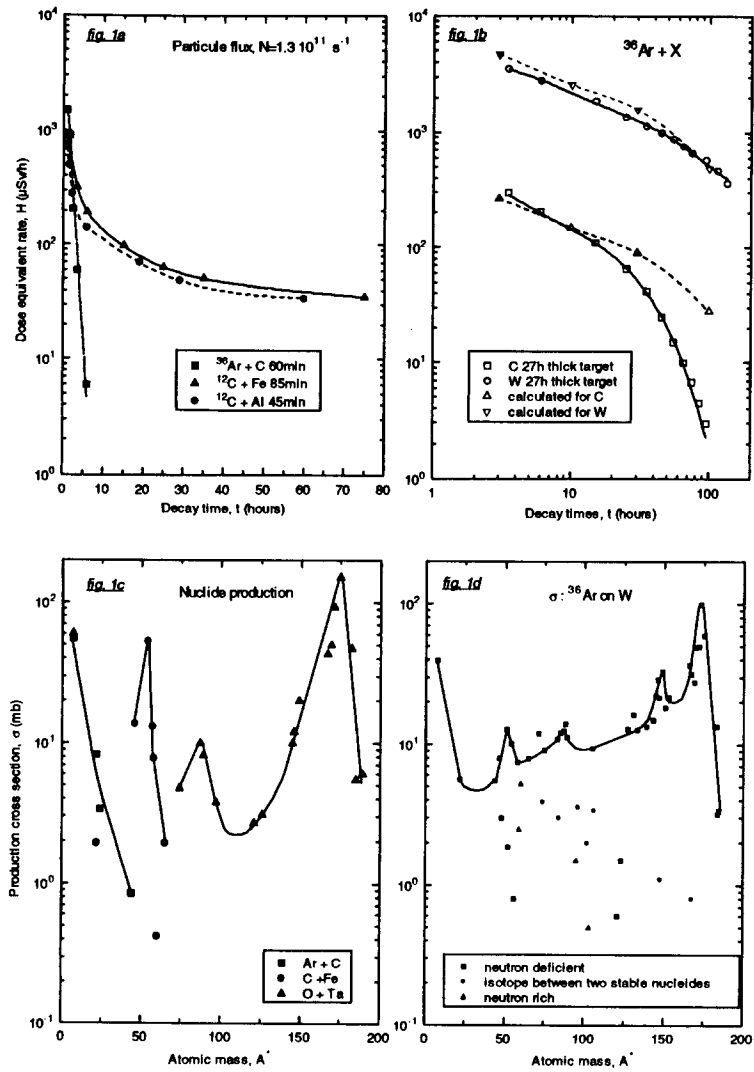 fig. 1a
Particule flux, N=1.3 10¹¹ s⁻¹
Dose equivalent rate, H (μSv/h)
10⁴
10³
10²
10¹
10⁰
³⁶Ar + C 60min
¹²C + Fe 85min
¹²C + Al 45min
0 10 20 30 40 50 60 70 80
Decay time, t (hours)
fig. 1b
³⁶Ar + X
10⁴
10³
10²
10¹
10⁰
C 27h thick target
W 27h thick target
calculated for C
calculated for W
1 10 100
Decay times, t (hours)
fig. 1c
Nuclide production
Production cross section, σ (mb)
10²
10¹
10⁰
10⁻¹
Ar + C
C +Fe
O + Ta
0 50 100 150 200
Atomic mass, A*
fig. 1d
σ : ³⁶Ar on W
10²
10¹
10⁰
10⁻¹
neutron deficient
isotope between two stable nuclides
neutron rich
0 50 100 150 200
Atomic mass, A*